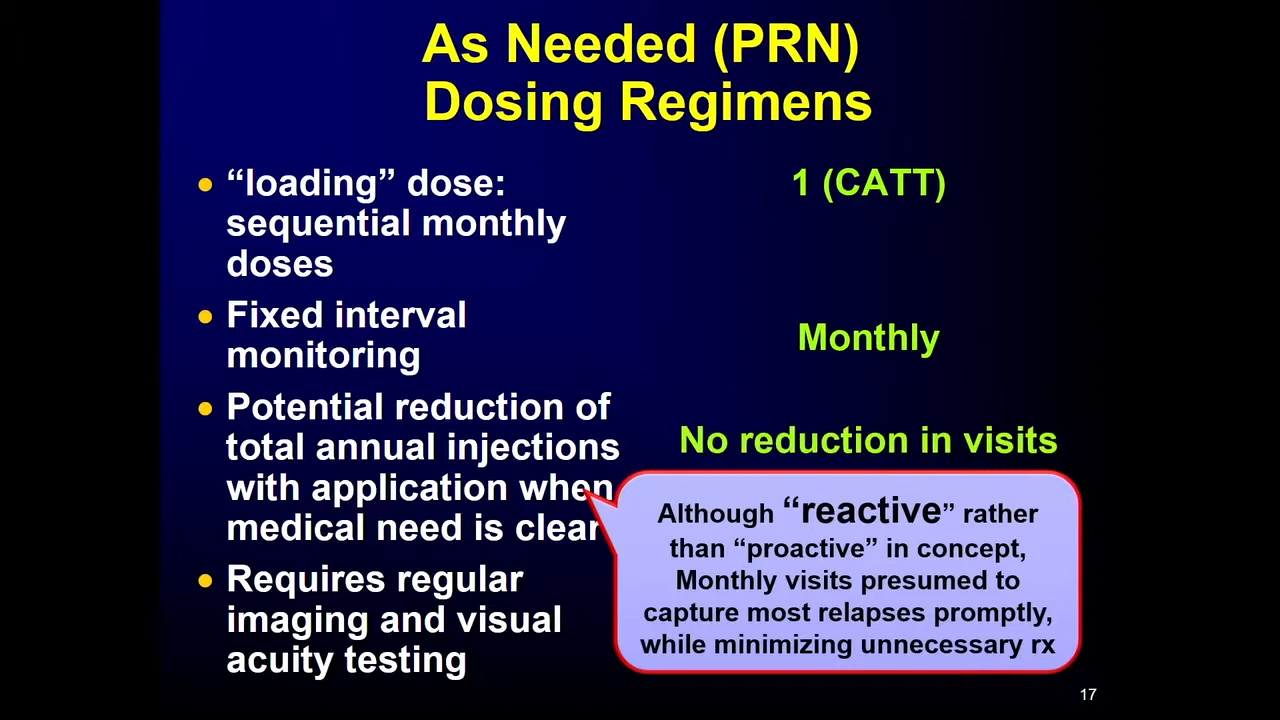 As Needed (PRN)
Dosing Regimens
• “loading” dose:
sequential monthly
doses
1 (CATT)
• Fixed interval
monitoring
Monthly
• Potential reduction of
total annual injections
with application when
medical need is clear
No reduction in visits
Although “reactive” rather
than “proactive” in concept,
Monthly visits presumed to
capture most relapses promptly,
while minimizing unnecessary rx
• Requires regular
imaging and visual
acuity testing
17